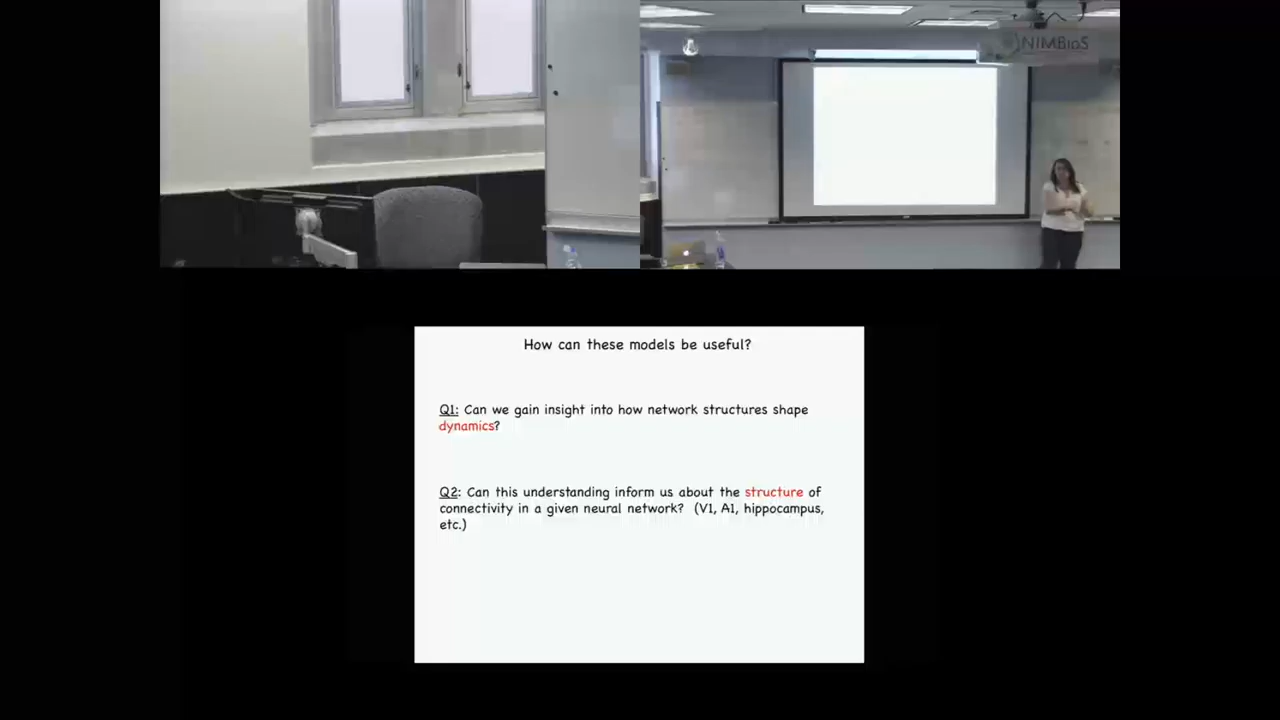 NIMBioS
How can these models be useful?
Q1: Can we gain insight into how network structures shape
dynamics?
Q2: Can this understanding inform us about the structure of
connectivity in a given neural network? (V1, A1, hippocampus,
etc.)